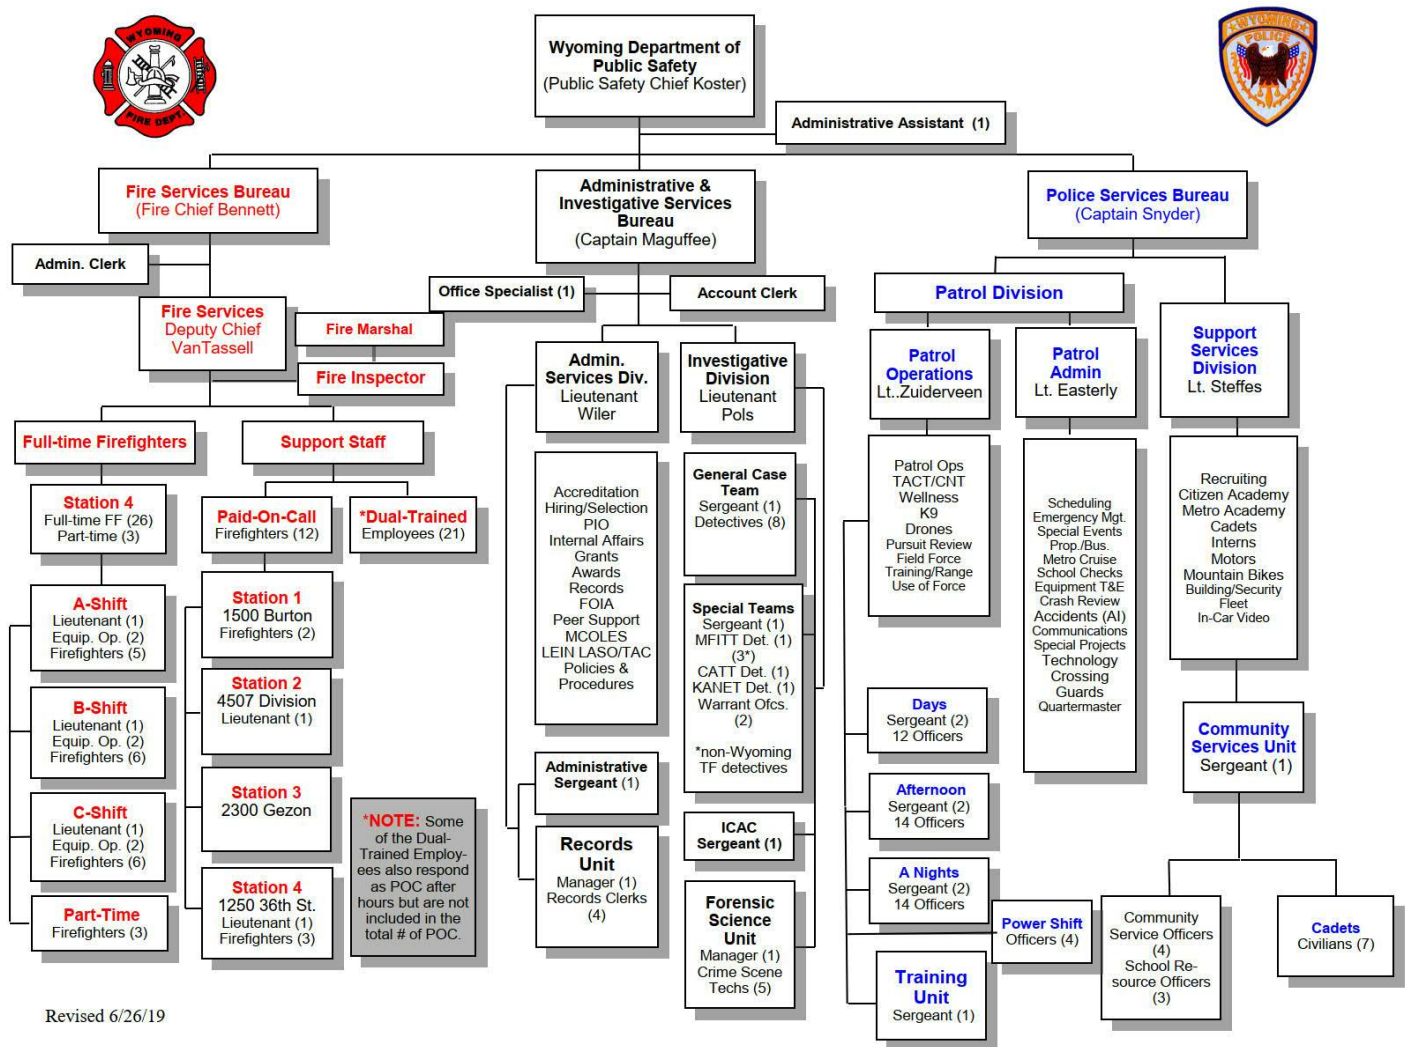 WYOMING
FIRE DEPT.
Wyoming Department of
Public Safety
(Public Safety Chief Koster)
WYOMING
POLICE
Administrative Assistant (1)
Fire Services Bureau
(Fire Chief Bennett)
Administrative &
Investigative Services
Bureau
(Captain Maguffee)
Police Services Bureau
(Captain Snyder)
Admin. Clerk
Office Specialist (1)
Account Clerk
Patrol Division
Fire Services
Deputy Chief
VanTassell
Fire Marshal
Fire Inspector
Admin.
Services Div.
Lieutenant
Wiler
Investigative
Division
Lieutenant
Pols
Patrol
Operations
Lt..Zuiderveen
Patrol
Admin
Lt. Easterly
Support
Services
Division
Lt. Steffes
Full-time Firefighters
Support Staff
Station 4
Full-time FF (26)
Part-time (3)
Paid-On-Call
Firefighters (12)
*Dual-Trained
Employees (21)
A-Shift
Lieutenant (1)
Equip. Op. (2)
Firefighters (5)
B-Shift
Lieutenant (1)
Equip. Op. (2)
Firefighters (6)
C-Shift
Lieutenant (1)
Equip. Op. (2)
Firefighters (6)
Part-Time
Firefighters (3)
Station 1
1500 Burton
Firefighters (2)
Station 2
4507 Division
Lieutenant (1)
Station 3
2300 Gezon
Station 4
1250 36th St.
Lieutenant (1)
Firefighters (3)
*NOTE: Some
of the Dual-
Trained Employ-
ees also respond
as POC after
hours but are not
included in the
total # of POC.
Accreditation
Hiring/Selection
PIO
Internal Affairs
Grants
Awards
Records
FOIA
Peer Support
MCOLES
LEIN LASO/TAC
Policies &
Procedures
Administrative
Sergeant (1)
Records
Unit
Manager (1)
Records Clerks
(4)
General Case
Team
Sergeant (1)
Detectives (8)
Special Teams
Sergeant (1)
MFITT Det. (1)
(3*)
CATT Det. (1)
KANET Det. (1)
Warrant Ofcs.
(2)
*non-Wyoming
TF detectives
ICAC
Sergeant (1)
Forensic
Science
Unit
Manager (1)
Crime Scene
Techs (5)
Patrol Ops
TACT/CNT
Wellness
K9
Drones
Pursuit Review
Field Force
Training/Range
Use of Force
Days
Sergeant (2)
12 Officers
Afternoon
Sergeant (2)
14 Officers
A Nights
Sergeant (2)
14 Officers
Power Shift
Officers (4)
Training
Unit
Sergeant (1)
Scheduling
Emergency Mgt.
Special Events
Prop./Bus.
Metro Cruise
School Checks
Equipment T&E
Crash Review
Accidents (AI)
Communications
Special Projects
Technology
Crossing
Guards
Quartermaster
Recruiting
Citizen Academy
Metro Academy
Cadets
Interns
Motors
Mountain Bikes
Building/Security
Fleet
In-Car Video
Community
Services Unit
Sergeant (1)
Community
Service Officers
(4)
School Re-
source Officers
(3)
Cadets
Civilians (7)
Revised 6/26/19